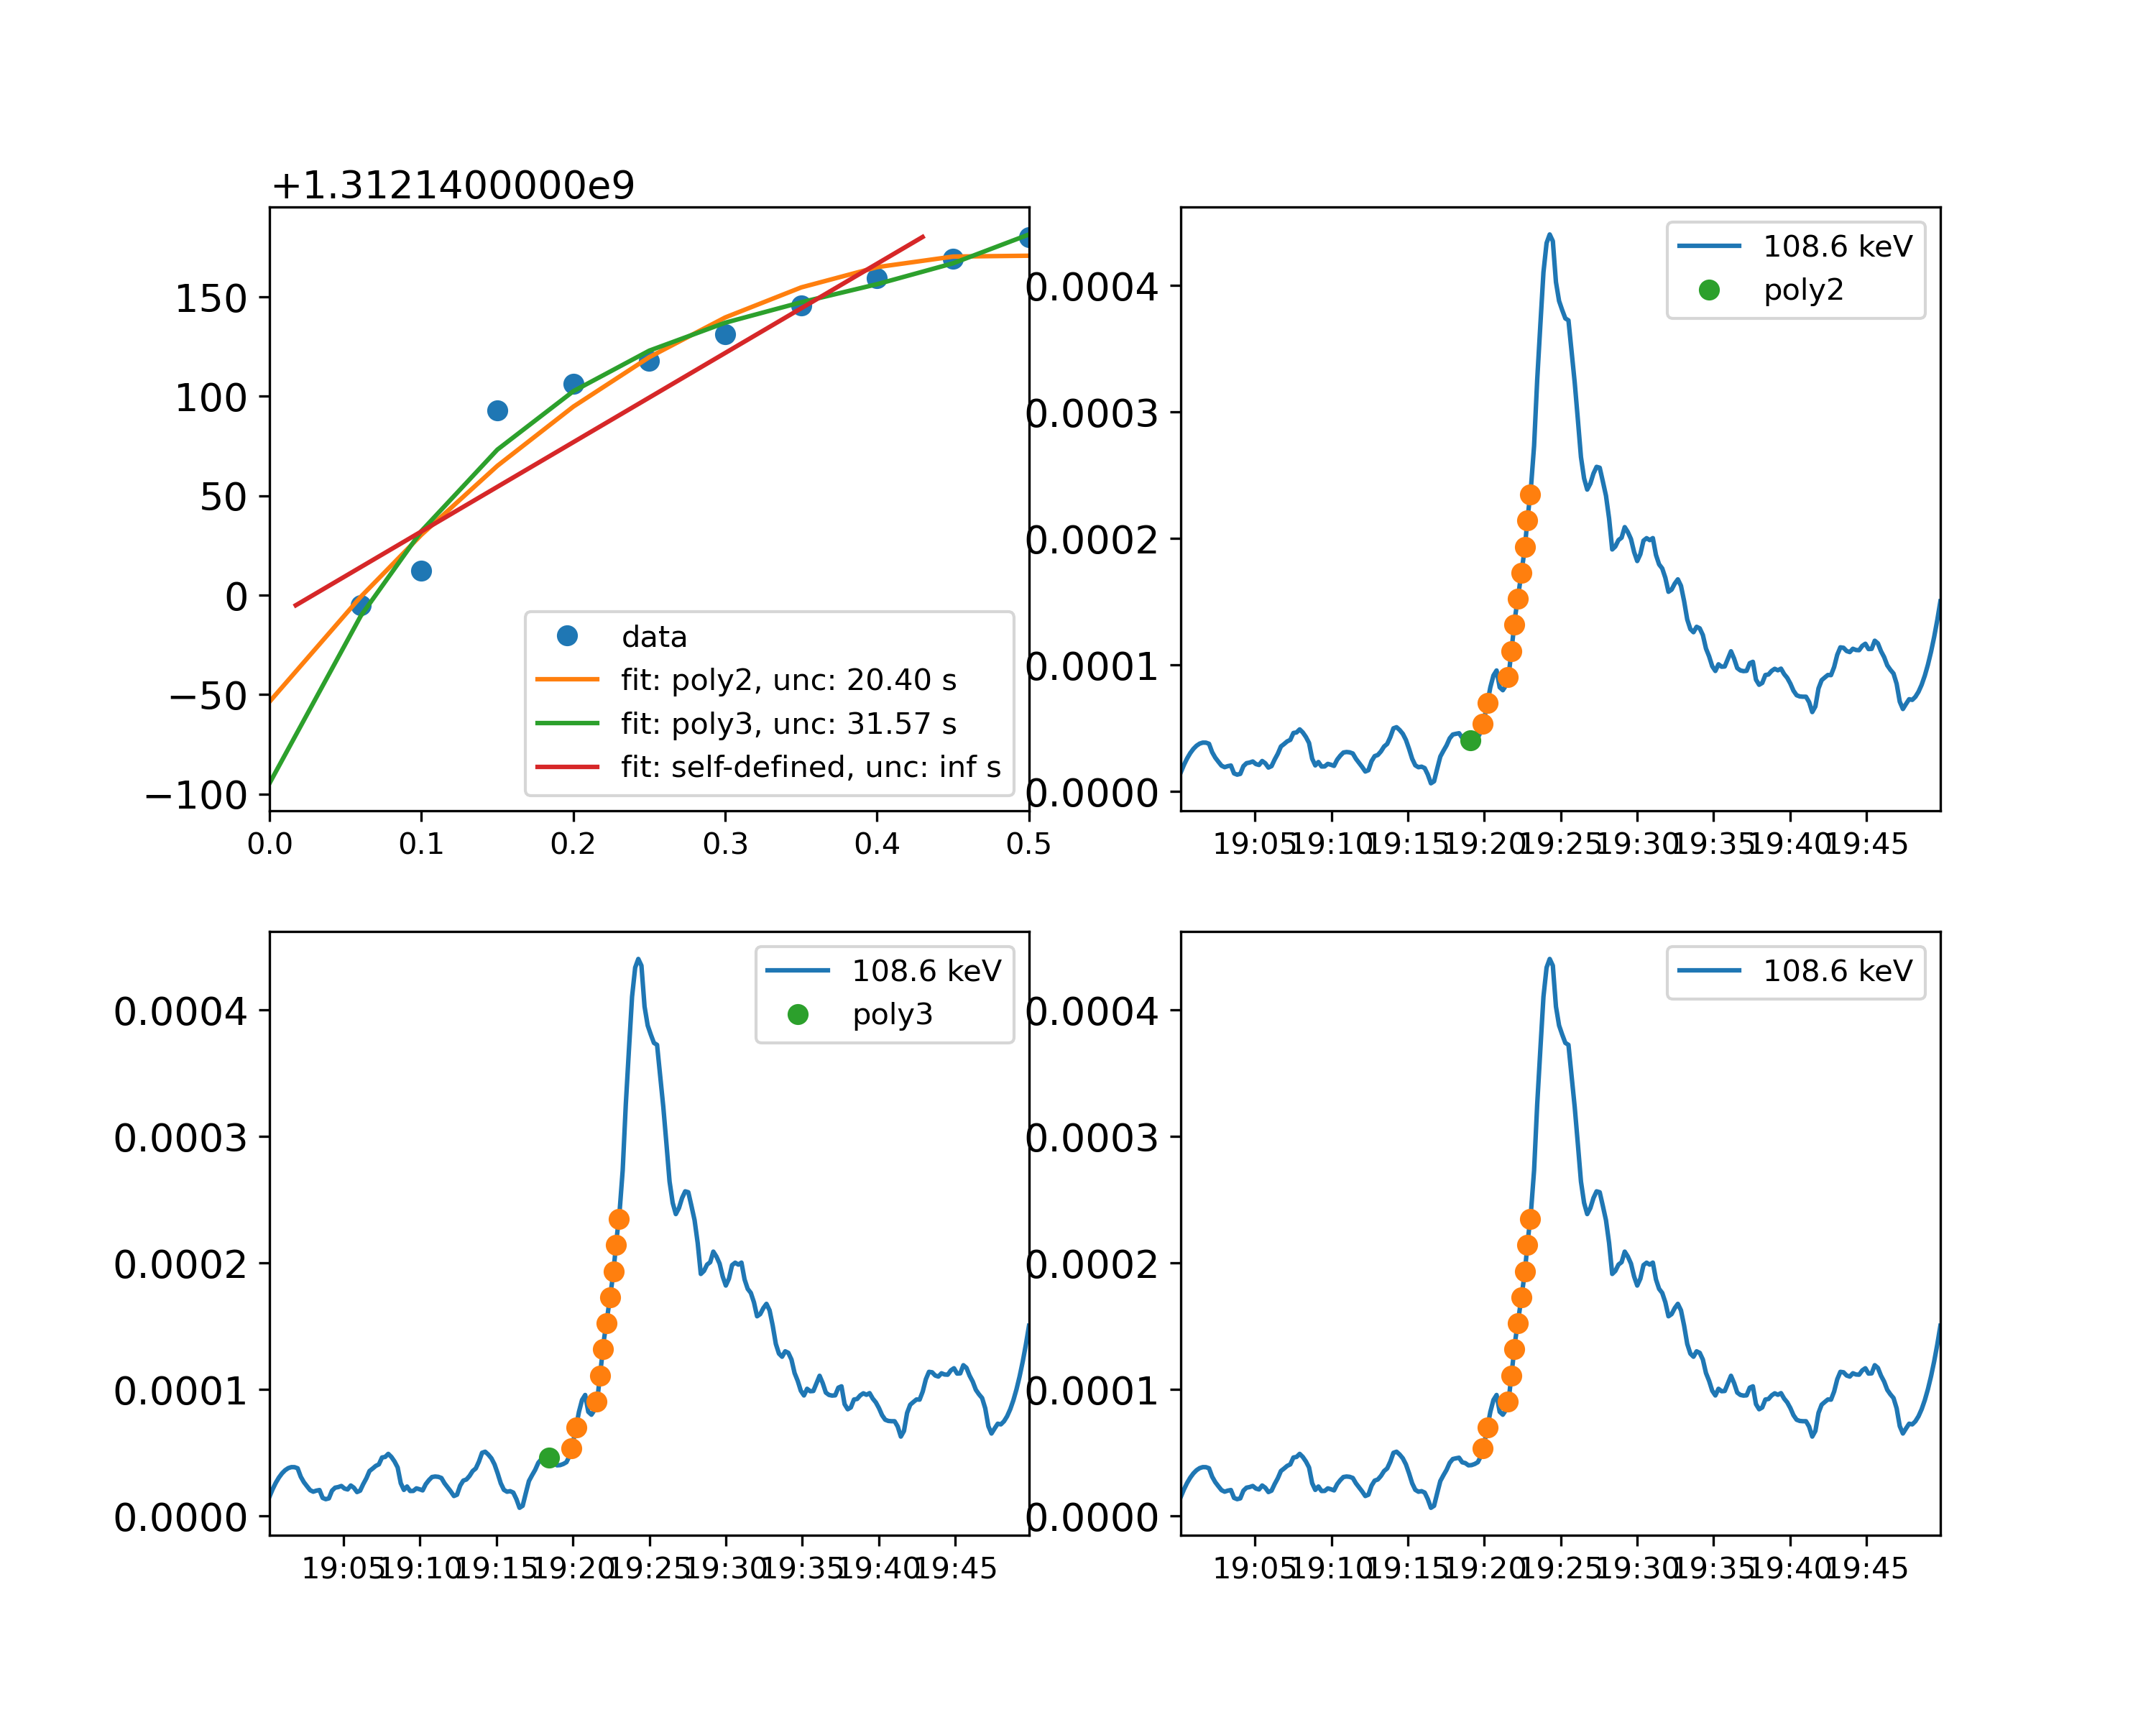 +1.3121400000e9
150
100
50
0
−50
−100
0.0 0.1 0.2 0.3 0.4 0.5
data
fit: poly2, unc: 20.40 s
fit: poly3, unc: 31.57 s
fit: self-defined, unc: inf s
0.0004
0.0003
0.0002
0.0001
0.0000
19:05 19:10 19:15 19:20 19:25 19:30 19:35 19:40 19:45
108.6 keV
poly2
0.0004
0.0003
0.0002
0.0001
0.0000
19:05 19:10 19:15 19:20 19:25 19:30 19:35 19:40 19:45
108.6 keV
poly3
0.0004
0.0003
0.0002
0.0001
0.0000
19:05 19:10 19:15 19:20 19:25 19:30 19:35 19:40 19:45
108.6 keV